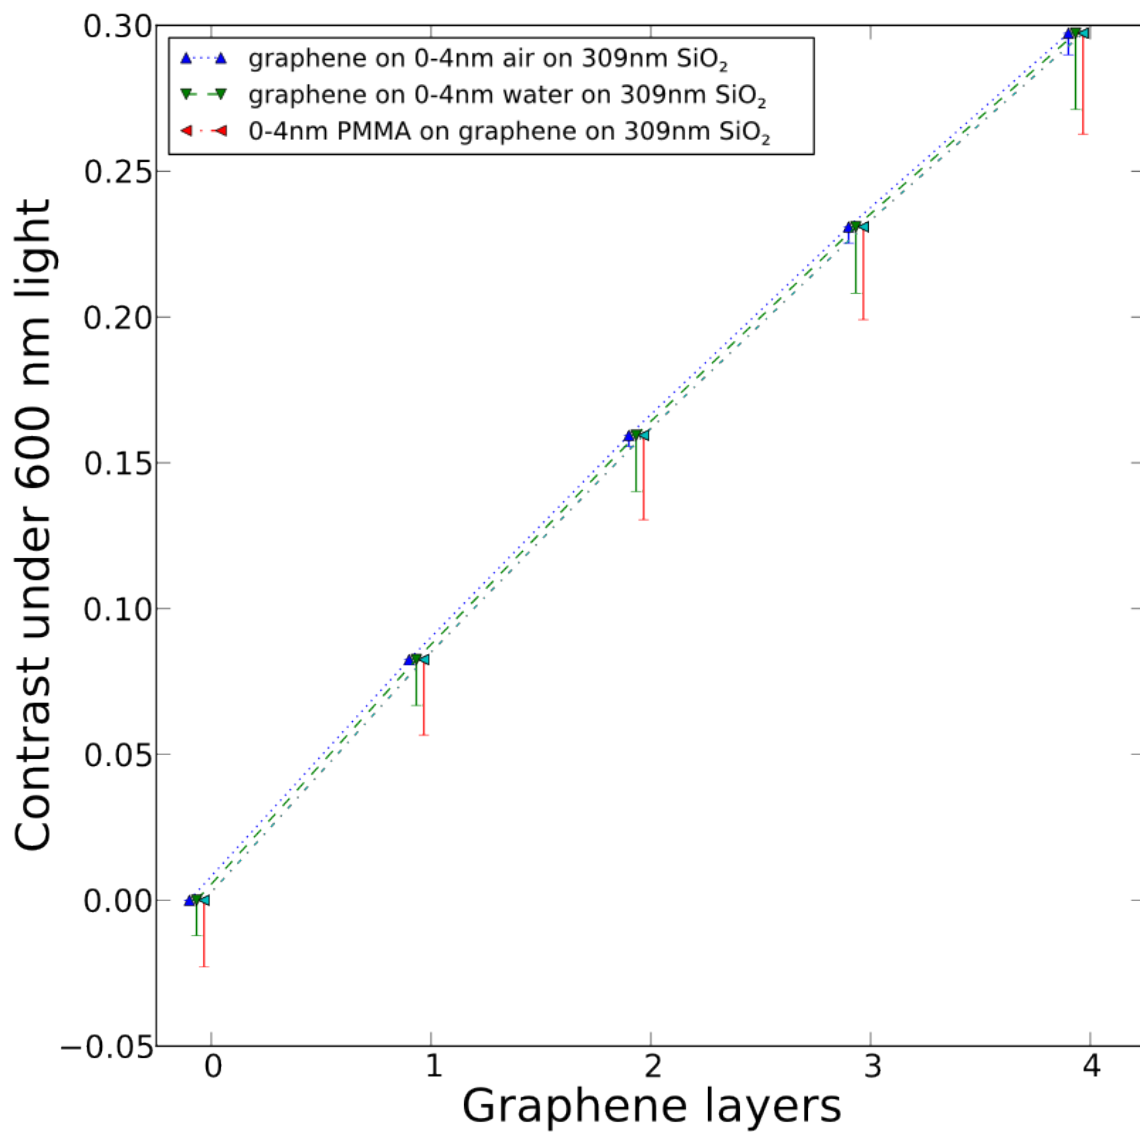 0.30
0.25
0.20
0.15
0.10
0.05
0.00
−0.05
Contrast under 600 nm light
graphene on 0-4nm air on 309nm SiO₂
graphene on 0-4nm water on 309nm SiO₂
0-4nm PMMA on graphene on 309nm SiO₂
0 1 2 3 4
Graphene layers